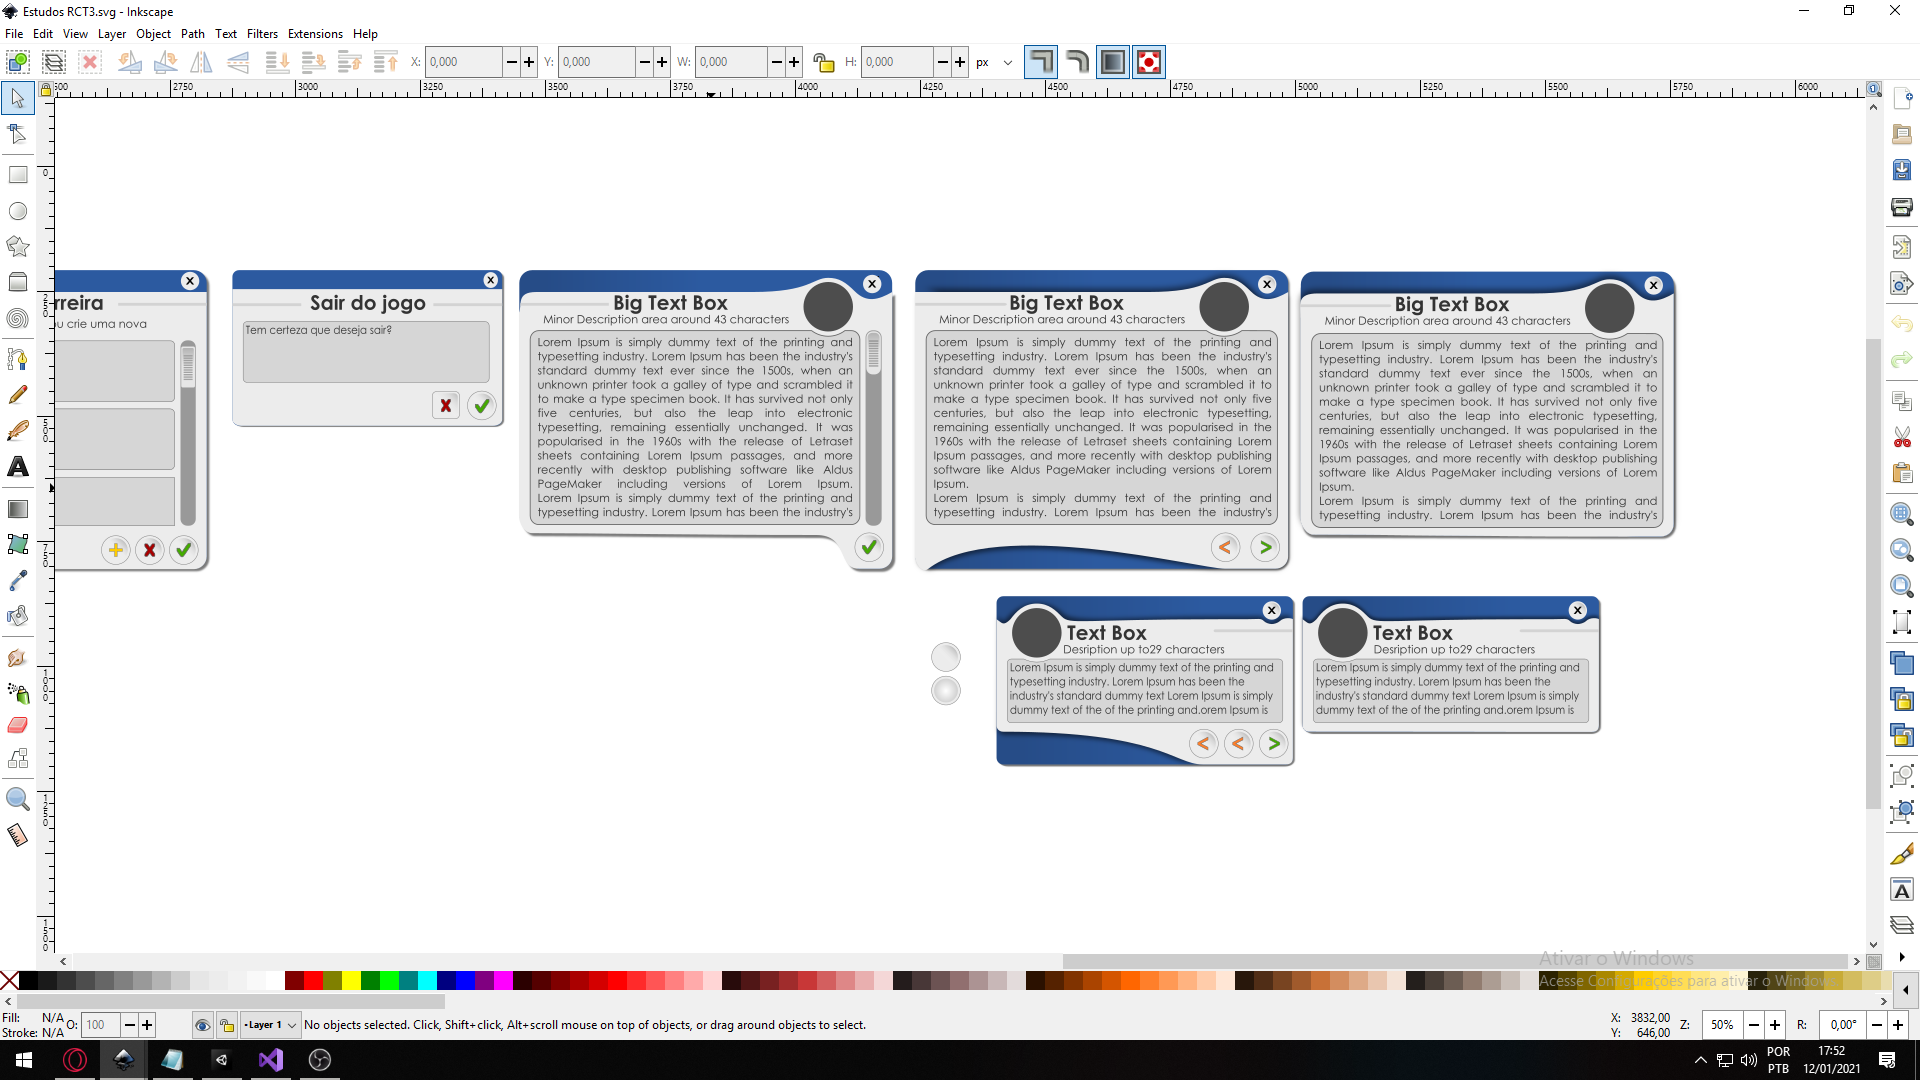 Estudos RCT3.svg - Inkscape
File Edit View Layer Object Path Text Filters Extensions Help
X: 0,000 Y: 0,000 W: 0,000 H: 0,000 px
2750 3000 3250 3500 3750 4000 4250 4500 4750 5000 5250 5500 5750 6000
0
250
500
750
1000
1250
1500
rreira
u crie uma nova
Sair do jogo
Tem certeza que deseja sair?
Big Text Box
Minor Description area around 43 characters
Lorem Ipsum is simply dummy text of the printing and
typesetting industry. Lorem Ipsum has been the industry's
standard dummy text ever since the 1500s, when an
unknown printer took a galley of type and scrambled it
to make a type specimen book. It has survived not only
five centuries, but also the leap into electronic
typesetting, remaining essentially unchanged. It was
popularised in the 1960s with the release of Letraset
sheets containing Lorem Ipsum passages, and more
recently with desktop publishing software like Aldus
PageMaker including versions of Lorem Ipsum.
Lorem Ipsum is simply dummy text of the printing and
typesetting industry. Lorem Ipsum has been the industry's
Big Text Box
Minor Description area around 43 characters
Lorem Ipsum is simply dummy text of the printing and
typesetting industry. Lorem Ipsum has been the industry's
standard dummy text ever since the 1500s, when an
unknown printer took a galley of type and scrambled it to
make a type specimen book. It has survived not only five
centuries, but also the leap into electronic typesetting,
remaining essentially unchanged. It was popularised in the
1960s with the release of Letraset sheets containing Lorem
Ipsum passages, and more recently with desktop publishing
software like Aldus PageMaker including versions of Lorem
Ipsum.
Lorem Ipsum is simply dummy text of the printing and
typesetting industry. Lorem Ipsum has been the industry's
Big Text Box
Minor Description area around 43 characters
Lorem Ipsum is simply dummy text of the printing and
typesetting industry. Lorem Ipsum has been the industry's
standard dummy text ever since the 1500s, when an
unknown printer took a galley of type and scrambled it to
make a type specimen book. It has survived not only five
centuries, but also the leap into electronic typesetting,
remaining essentially unchanged. It was popularised in the
1960s with the release of Letraset sheets containing Lorem
Ipsum passages, and more recently with desktop publishing
software like Aldus PageMaker including versions of Lorem
Ipsum.
Lorem Ipsum is simply dummy text of the printing and
typesetting industry. Lorem Ipsum has been the industry's
Text Box
Desription up to29 characters
Lorem Ipsum is simply dummy text of the printing and
typesetting industry. Lorem Ipsum has been the
industry's standard dummy text Lorem Ipsum is simply
dummy text of the of the printing and.orem Ipsum is
Text Box
Desription up to29 characters
Lorem Ipsum is simply dummy text of the printing and
typesetting industry. Lorem Ipsum has been the
industry's standard dummy text Lorem Ipsum is simply
dummy text of the of the printing and.orem Ipsum is
Ativar o Windows
Acesse Configurações para ativar o Windows.
Fill: N/A
Stroke: N/A
O: 100
Layer 1
No objects selected. Click, Shift+click, Alt+scroll mouse on top of objects, or drag around objects to select.
X: 3832,00
Y: 646,00
Z: 50%
R: 0,00°
POR
PTB
17:52
12/01/2021